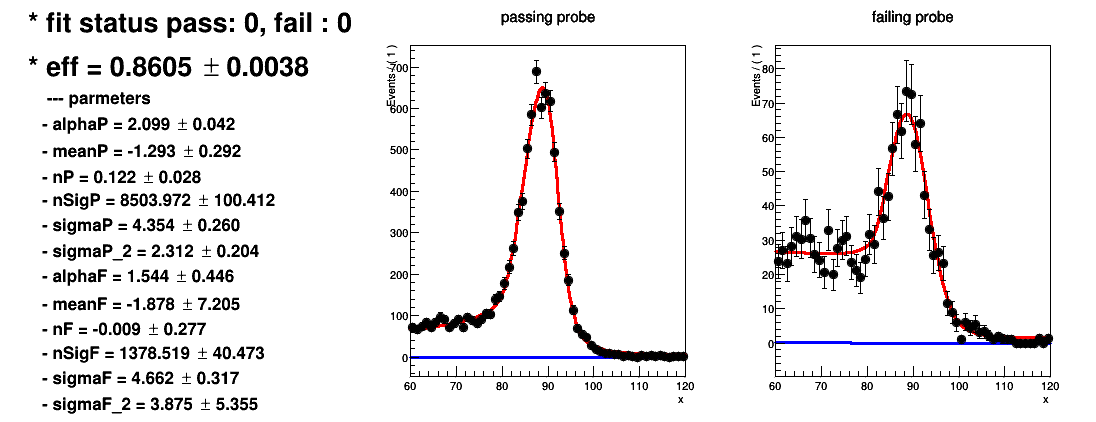 * fit status pass: 0, fail : 0
* eff = 0.8605 ± 0.0038
--- parmeters
- alphaP = 2.099 ± 0.042
- meanP = -1.293 ± 0.292
- nP = 0.122 ± 0.028
- nSigP = 8503.972 ± 100.412
- sigmaP = 4.354 ± 0.260
- sigmaP_2 = 2.312 ± 0.204
- alphaF = 1.544 ± 0.446
- meanF = -1.878 ± 7.205
- nF = -0.009 ± 0.277
- nSigF = 1378.519 ± 40.473
- sigmaF = 4.662 ± 0.317
- sigmaF_2 = 3.875 ± 5.355
passing probe
Events / ( 1 )
700
600
500
400
300
200
100
0
60 70 80 90 100 110 120
x
failing probe
Events / ( 1 )
80
70
60
50
40
30
20
10
0
60 70 80 90 100 110 120
x